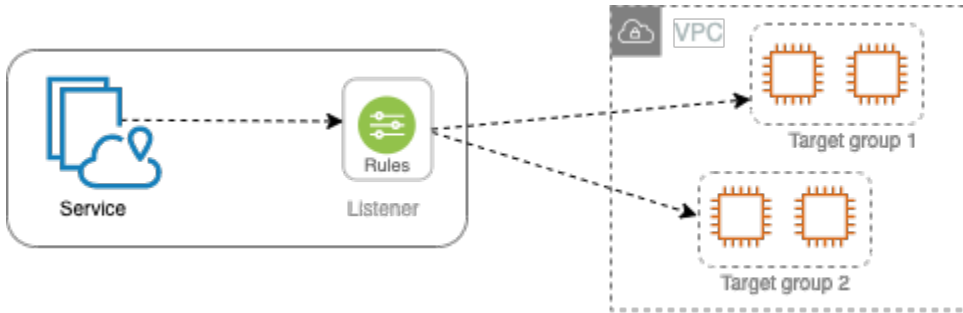 VPC
Target group 1
Rules
Service
Listener
Target group 2